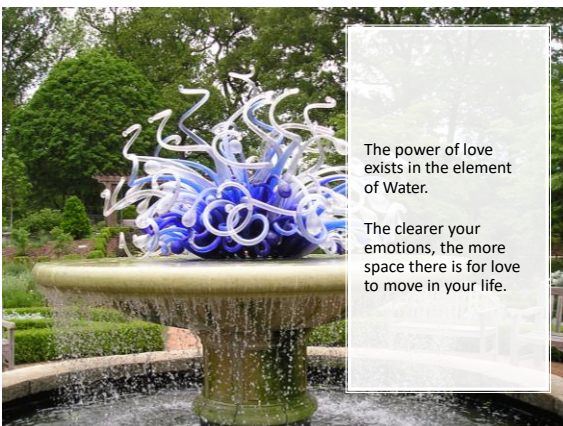 The power of love
exists in the element
of Water.
The clearer your
emotions, the more
space there is for love
to move in your life.